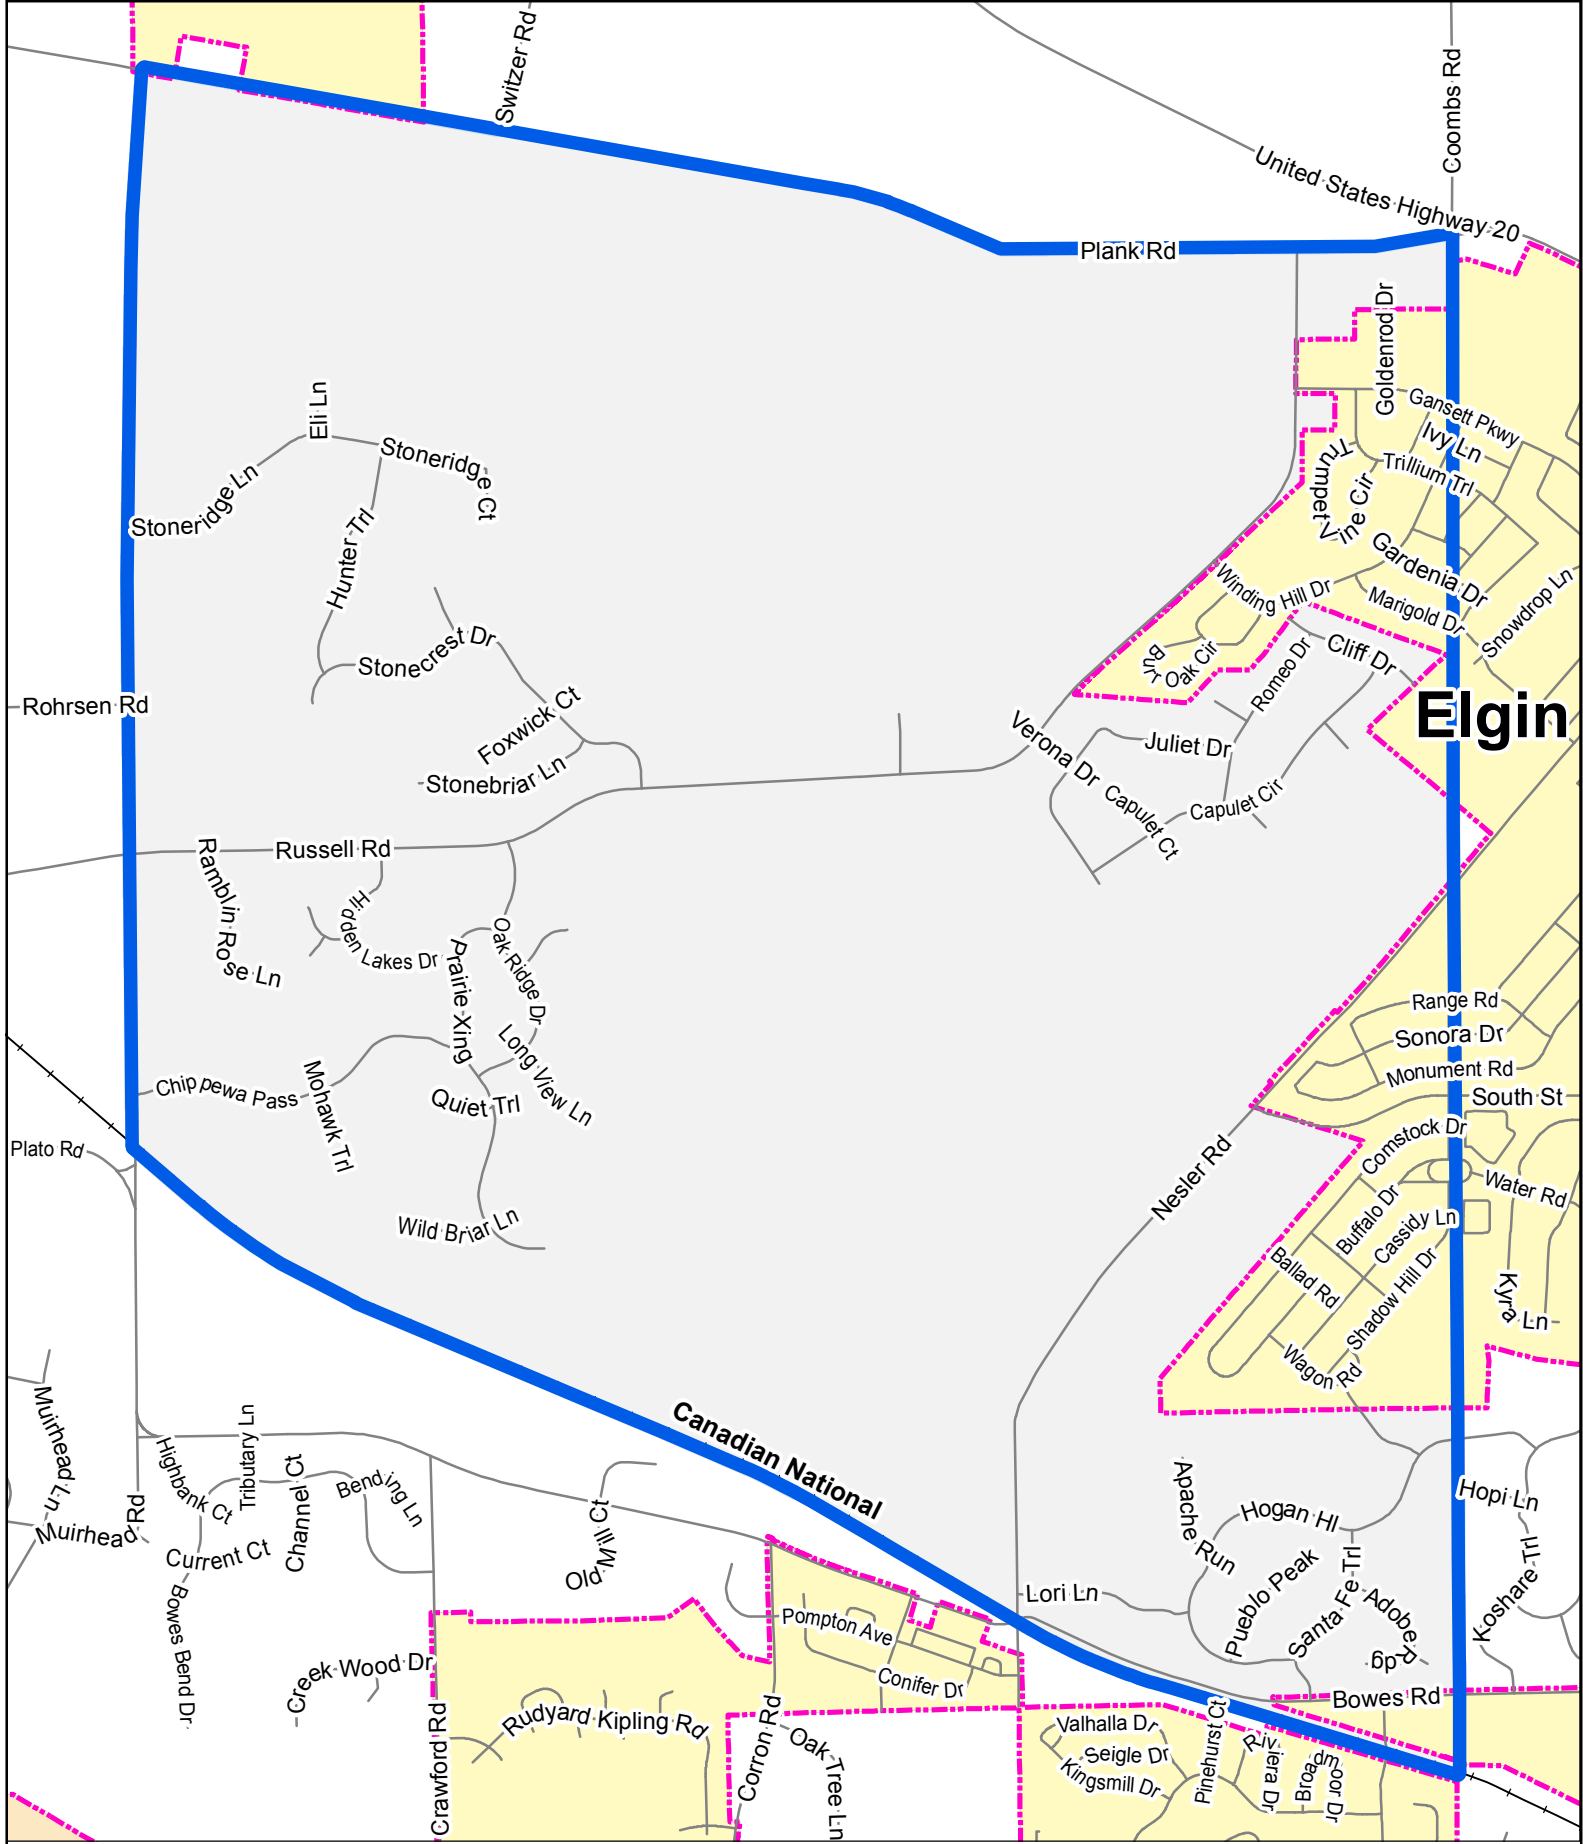 Switzer Rd
Coombs Rd
United States Highway 20
Plank Rd
Goldenrod Dr
Eli Ln
Gansett Pkwy
Ivy Ln
Stoneridge Ct
Trillium Trl
Trumpet Vine Cir
Stoneridge Ln
Hunter Trl
Gardenia Dr
Winding Hill Dr
Marigold Dr
Snowdrop Ln
Stonecrest Dr
Burr Oak Cir
Romeo Dr
Cliff Dr
Rohrsen Rd
Elgin
Foxwick Ct
Verona Dr
Juliet Dr
Stonebriar Ln
Capulet Ct
Capulet Cir
Russell Rd
Ramblin Rose Ln
Hidden Lakes Dr
Prairie Xing
Oak Ridge Dr
Range Rd
Sonora Dr
Long View Ln
Monument Rd
Chippewa Pass
Mohawk Trl
Quiet Trl
South St
Plato Rd
Comstock Dr
Nesler Rd
Water Rd
Wild Briar Ln
Buffalo Dr
Cassidy Ln
Ballad Rd
Shadow Hill Dr
Kyra Ln
Wagon Rd
Canadian National
Muirhead Ln
Highbank Ct
Tributary Ln
Channel Ct
Bending Ln
Apache Run
Hopi Ln
Muirhead Rd
Old Mill Ct
Hogan Hl
Current Ct
Lori Ln
Pueblo Peak
Santa Fe Trl
Adobe Rdg
Koshare Trl
Bowes Bend Dr
Pompton Ave
Creek Wood Dr
Conifer Dr
Bowes Rd
Crawford Rd
Rudyard Kipling Rd
Corron Rd
Oak Tree Ln
Valhalla Dr
Seigle Dr
Kingsmill Dr
Pinehurst Ct
Riviera Dr
Broadmoor Dr